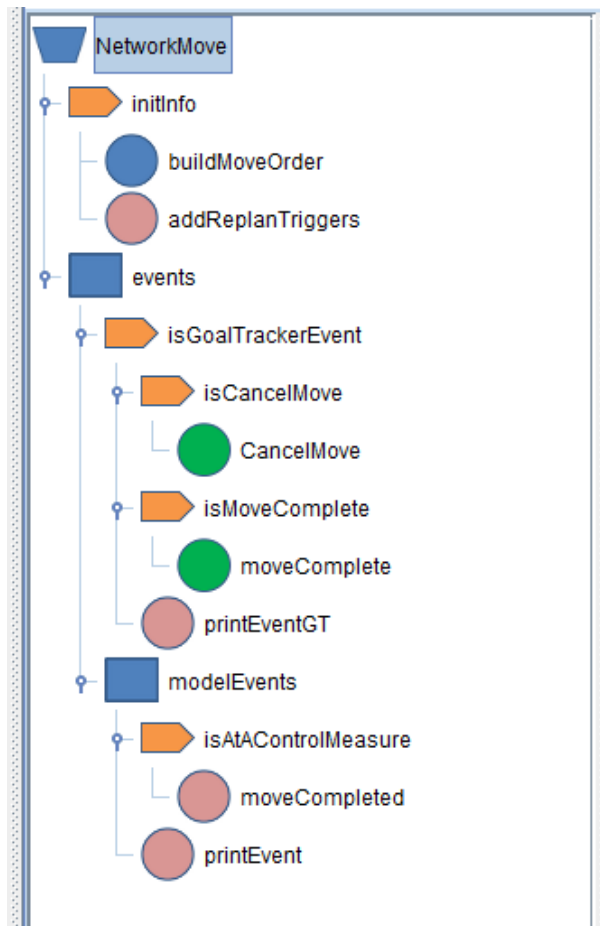 NetworkMove
initInfo
buildMoveOrder
addReplanTriggers
events
isGoalTrackerEvent
isCancelMove
CancelMove
isMoveComplete
moveComplete
printEventGT
modelEvents
isAtAControlMeasure
moveCompleted
printEvent